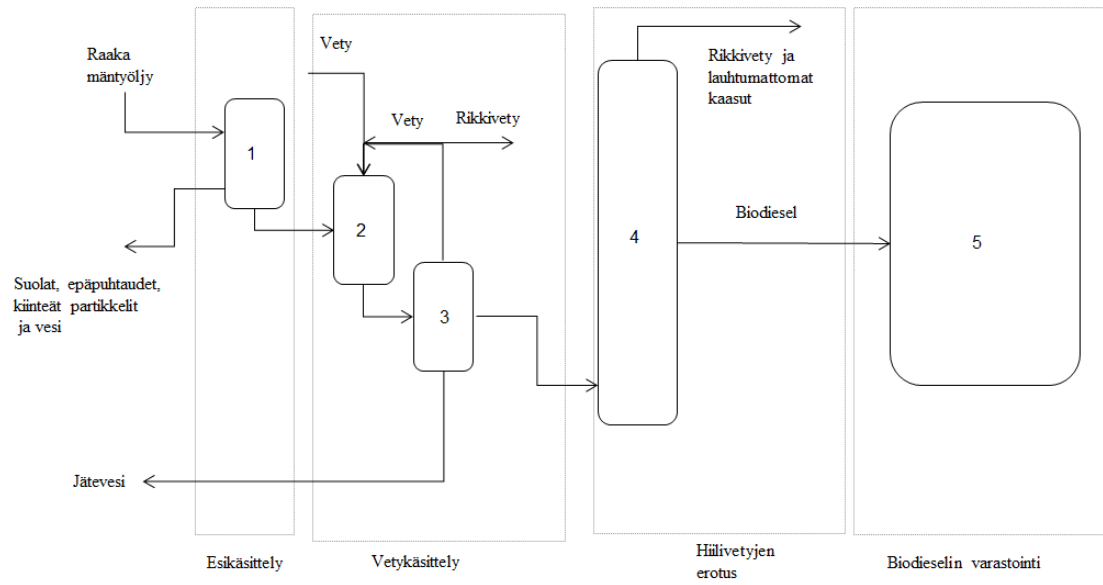 Raaka
mäntyöljy
Vety
Vety
Rikkivety
Rikkivety ja
lauhtumattomat
kaasut
1
2
3
4
5
Biodiesel
Suolat, epäpuhtaudet,
kiinteät partikkelit
ja vesi
Jätevesi
Esikäsittely
Vetykäsittely
Hiilivetyjen
erotus
Biodieselin varastointi